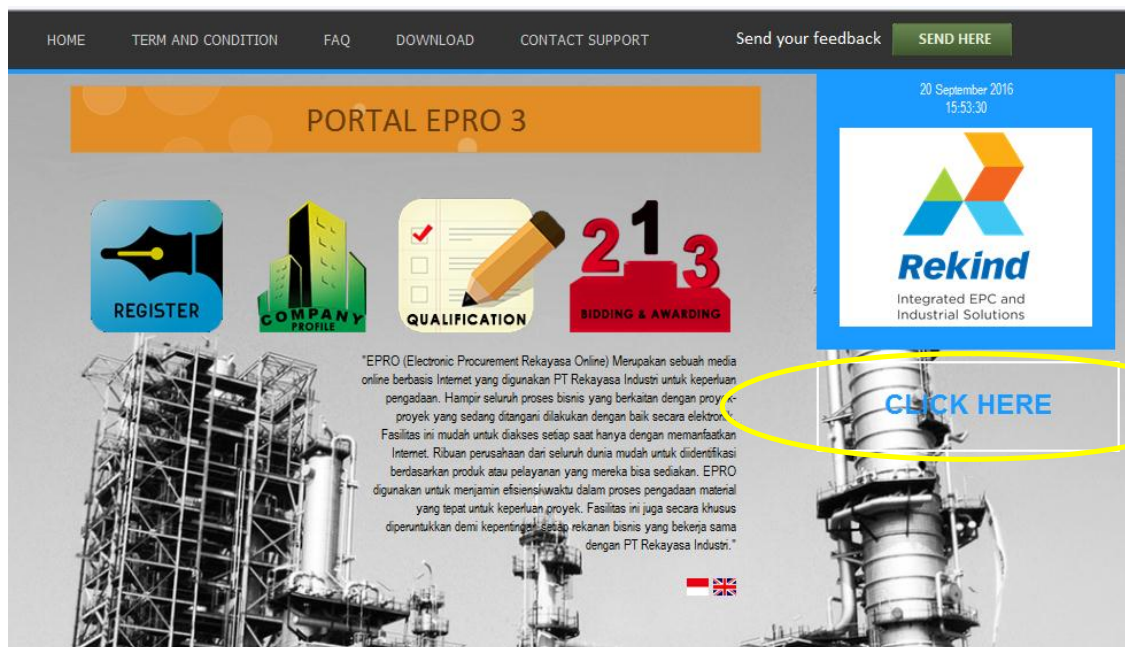 HOME TERM AND CONDITION FAQ DOWNLOAD CONTACT SUPPORT Send your feedback SEND HERE
20 September 2016
15:53:30
PORTAL EPRO 3
Rekind
Integrated EPC and
Industrial Solutions
REGISTER
COMPANY
PROFILE
QUALIFICATION
2 1 3
BIDDING & AWARDING
"EPRO (Electronic Procurement Rekayasa Online) Merupakan sebuah media
online berbasis Internet yang digunakan PT Rekayasa Industri untuk keperluan
pengadaan. Hampir seluruh proses bisnis yang berkaitan dengan proyek-
proyek yang sedang ditangani dilakukan dengan baik secara elektronik.
Fasilitas ini mudah untuk diakses setiap saat hanya dengan memanfaatkan
Internet. Ribuan perusahaan dari seluruh dunia mudah untuk diidentifikasi
berdasarkan produk atau pelayanan yang mereka bisa sediakan. EPRO
digunakan untuk menjamin efisiensi waktu dalam proses pengadaan material
yang tepat untuk keperluan proyek. Fasilitas ini juga secara khusus
diperuntukkan demi kepentingan setiap rekanan bisnis yang bekerja sama
dengan PT Rekayasa Industri."
CLICK HERE